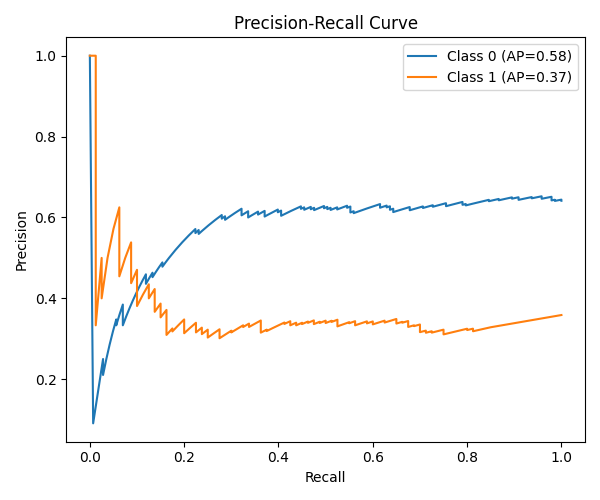 Precision-Recall Curve
Class 0 (AP=0.58)
Class 1 (AP=0.37)
1.0
0.8
0.6
0.4
0.2
Precision
0.0 0.2 0.4 0.6 0.8 1.0
Recall